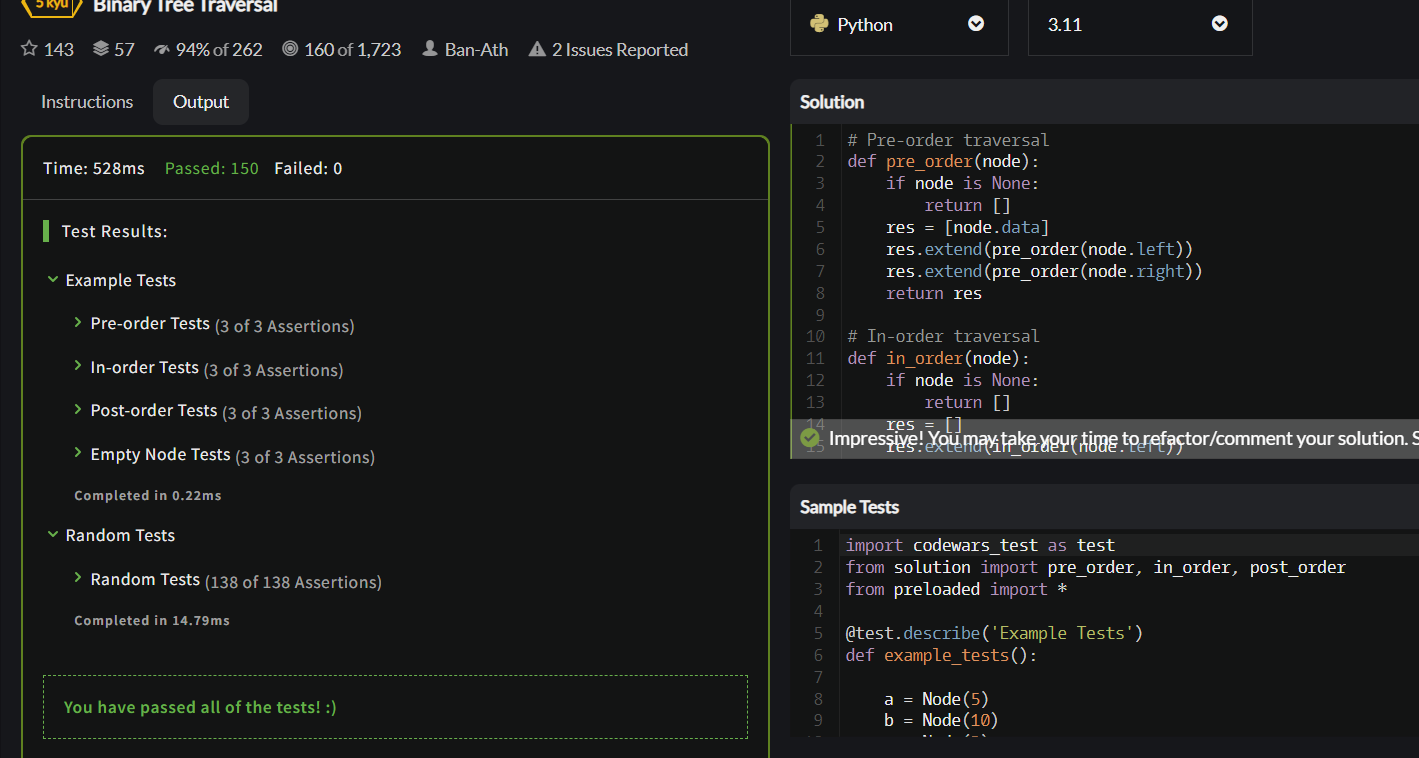 5 kyu Binary Tree Traversal
143 57 94% of 262 160 of 1,723 Ban-Ath 2 Issues Reported
Instructions Output
Time: 528ms Passed: 150 Failed: 0
Test Results:
Example Tests
Pre-order Tests (3 of 3 Assertions)
In-order Tests (3 of 3 Assertions)
Post-order Tests (3 of 3 Assertions)
Empty Node Tests (3 of 3 Assertions)
Completed in 0.22ms
Random Tests
Random Tests (138 of 138 Assertions)
Completed in 14.79ms
You have passed all of the tests! :)
Python 3.11
Solution
1 # Pre-order traversal
2 def pre_order(node):
3 if node is None:
4 return []
5 res = [node.data]
6 res.extend(pre_order(node.left))
7 res.extend(pre_order(node.right))
8 return res
9
10 # In-order traversal
11 def in_order(node):
12 if node is None:
13 return []
14 res = []
Impressive! You may take your time to refactor/comment your solution. S
15 res.extend(in_order(node.left))
Sample Tests
1 import codewars_test as test
2 from solution import pre_order, in_order, post_order
3 from preloaded import *
4
5 @test.describe('Example Tests')
6 def example_tests():
7
8 a = Node(5)
9 b = Node(10)